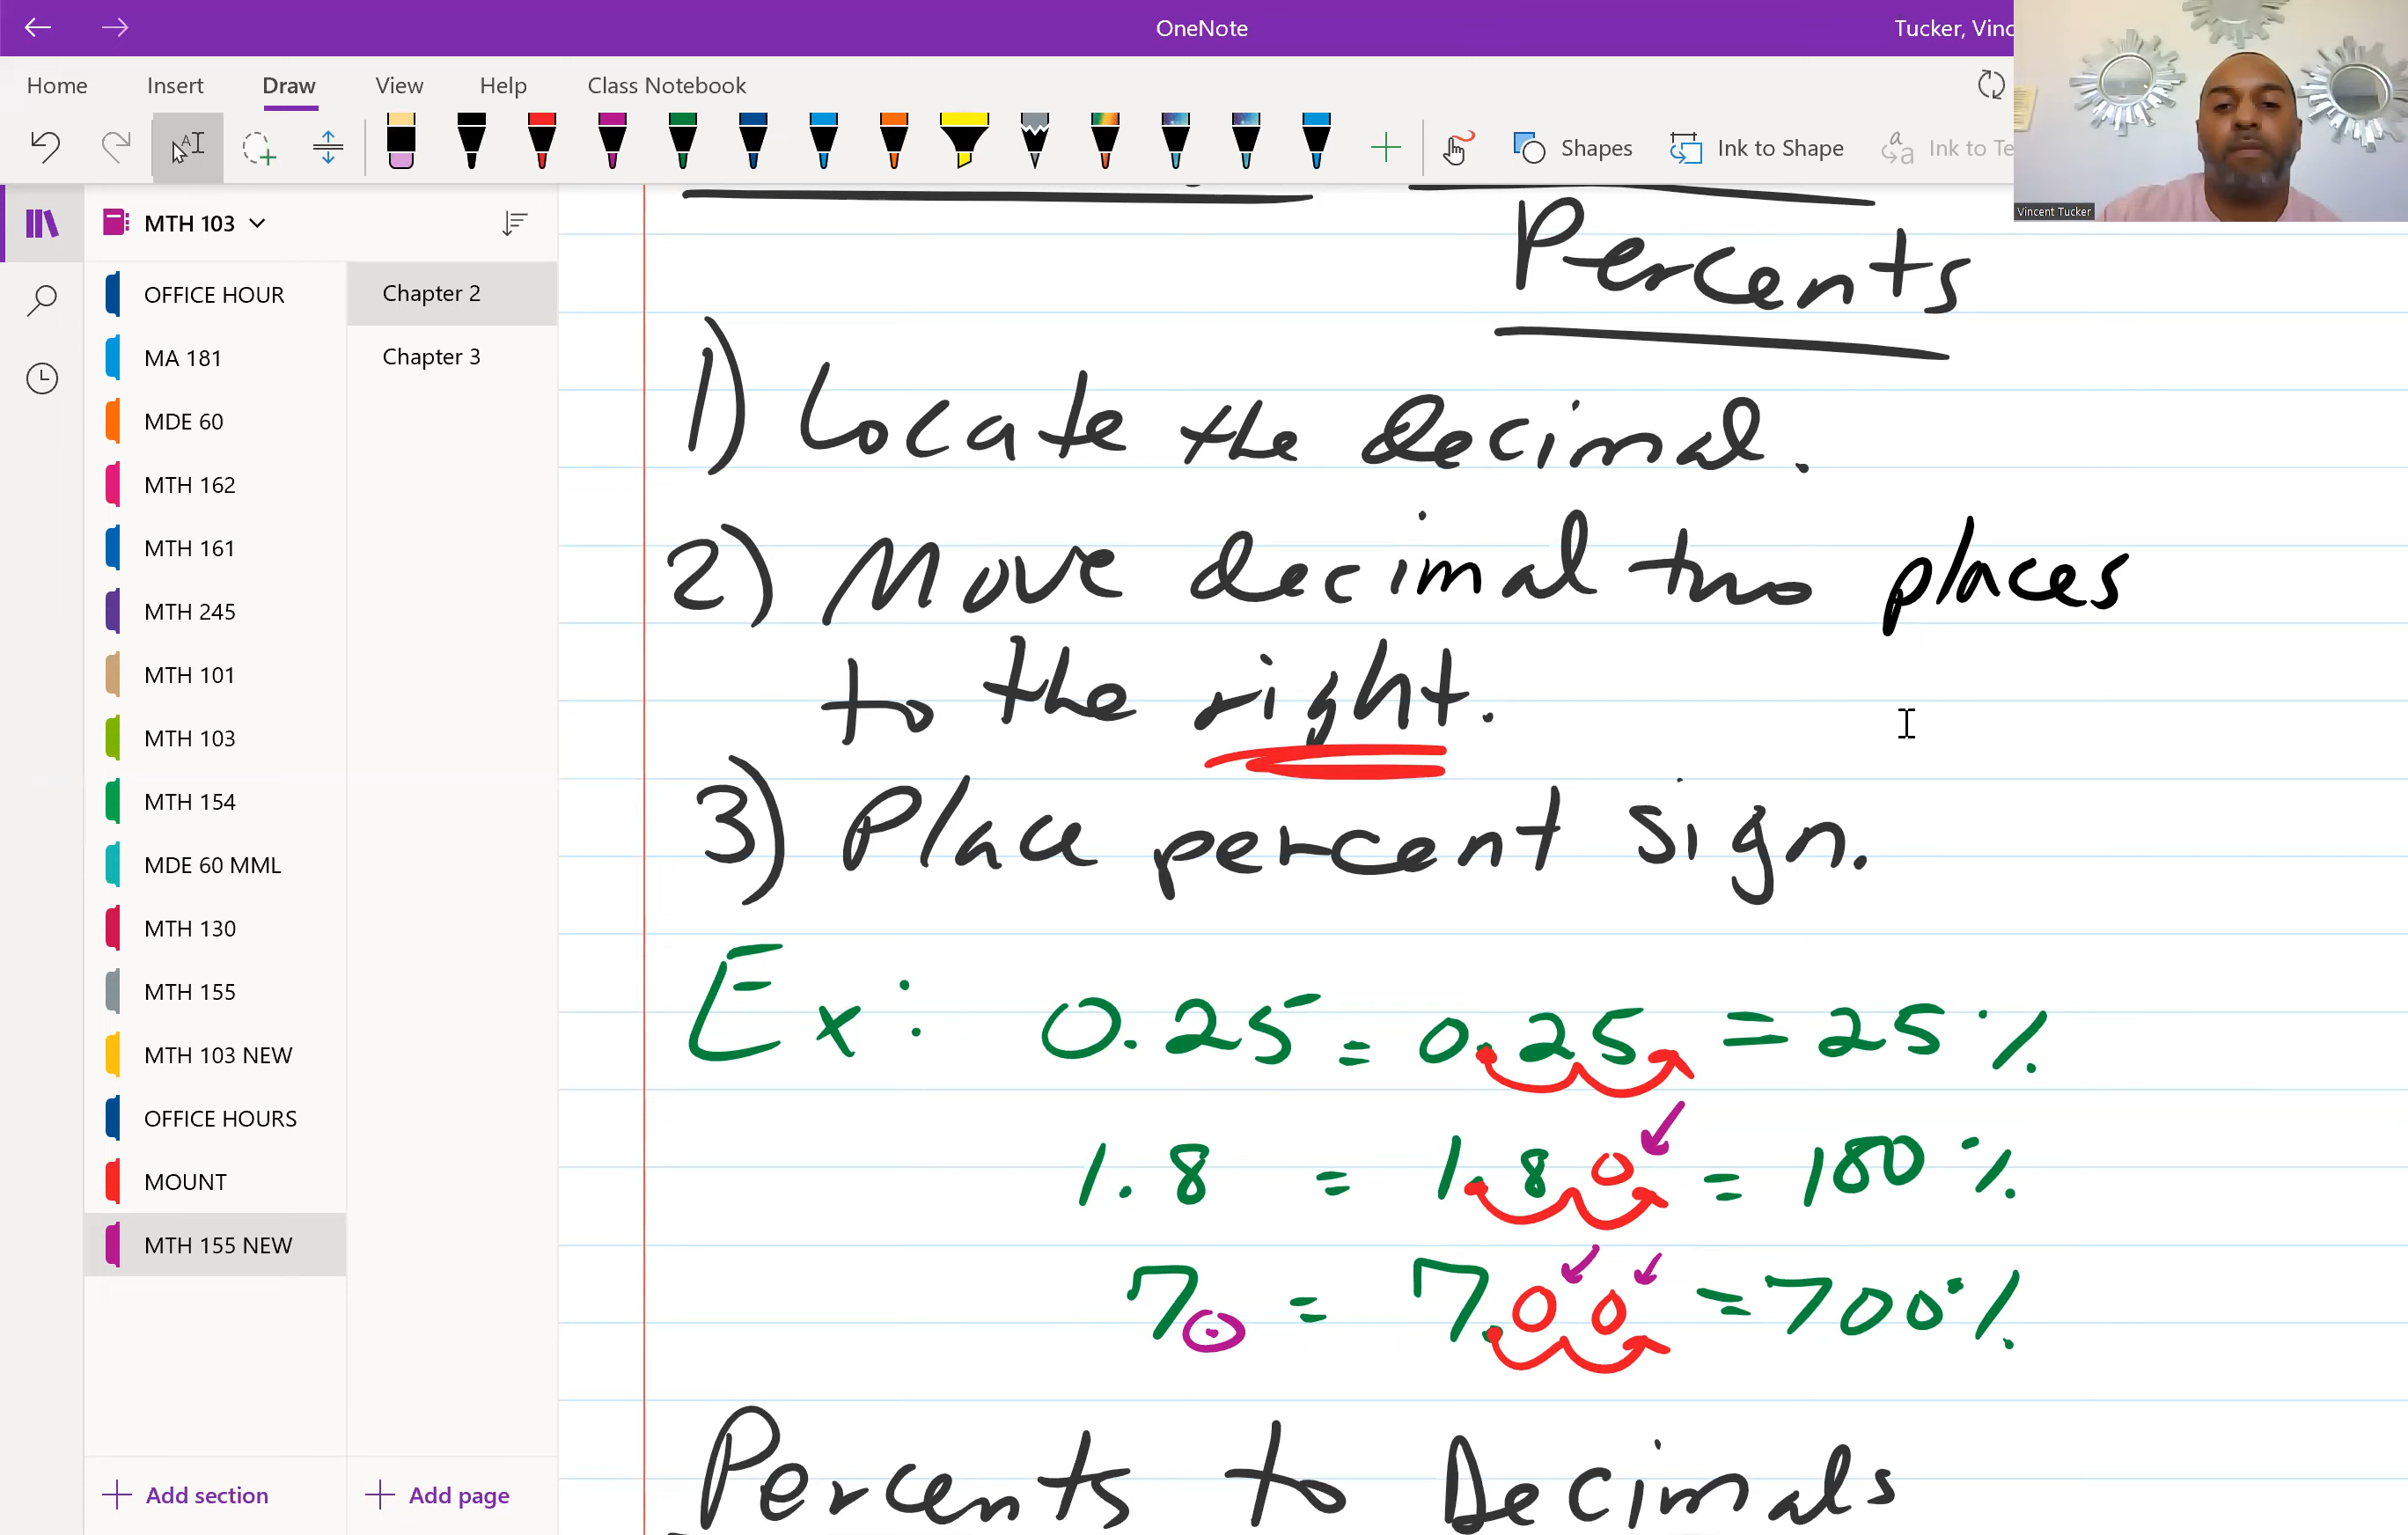 OneNote
Tucker, Vinc
Home Insert Draw View Help Class Notebook
Shapes Ink to Shape Ink to Te
Vincent Tucker
MTH 103
OFFICE HOUR
MA 181
MDE 60
MTH 162
MTH 161
MTH 245
MTH 101
MTH 103
MTH 154
MDE 60 MML
MTH 130
MTH 155
MTH 103 NEW
OFFICE HOURS
MOUNT
MTH 155 NEW
Add section
Chapter 2
Chapter 3
Add page
Percents
1) Locate the decimal.
2) Move decimal two places
to the right.
3) Place percent sign.
Ex: 0.25 = 0.25 = 25%
1.8 = 1.80 = 180%
7. = 7.00 = 700%
Percents to Decimals